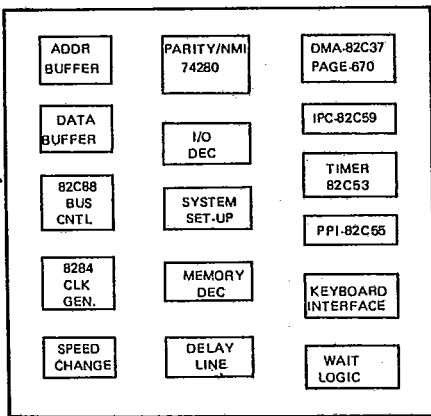 ADDR
BUFFER
DATA
BUFFER
82C88
BUS
CNTL
8284
CLK
GEN.
SPEED
CHANGE
PARITY/NMI
74280
I/O
DEC
SYSTEM
SET-UP
MEMORY
DEC
DELAY
LINE
DMA-82C37
PAGE-670
IPC-82C59
TIMER
82C53
PPI-82C55
KEYBOARD
INTERFACE
WAIT
LOGIC